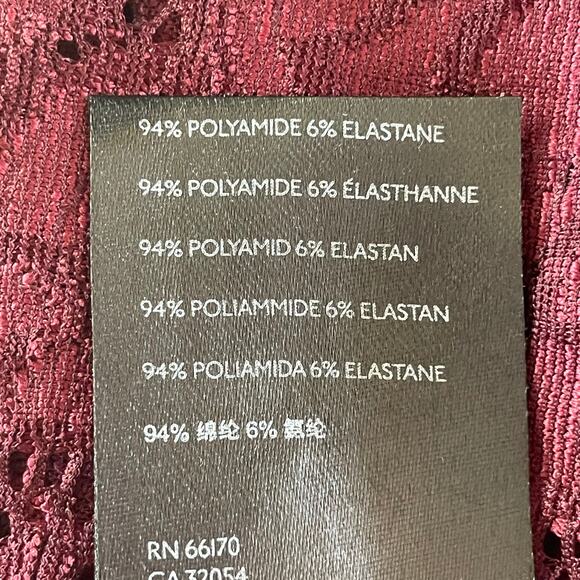 94% POLYAMIDE 6% ELASTANE
94% POLYAMIDE 6% ÉLASTHANNE
94% POLYAMID 6% ELASTAN
94% POLIAMMIDE 6% ELASTAN
94% POLIAMIDA 6% ELASTANE
94% 绵纶 6% 氨纶
RN 66170
CA 32054